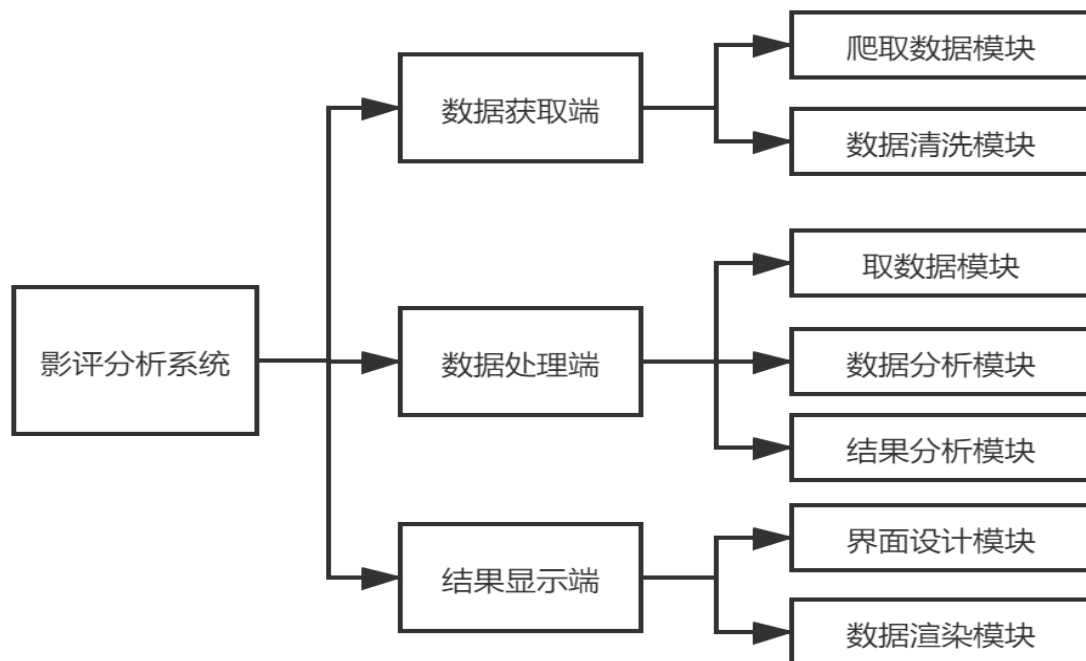 影评分析系统
数据获取端
爬取数据模块
数据清洗模块
数据处理端
取数据模块
数据分析模块
结果分析模块
结果显示端
界面设计模块
数据渲染模块